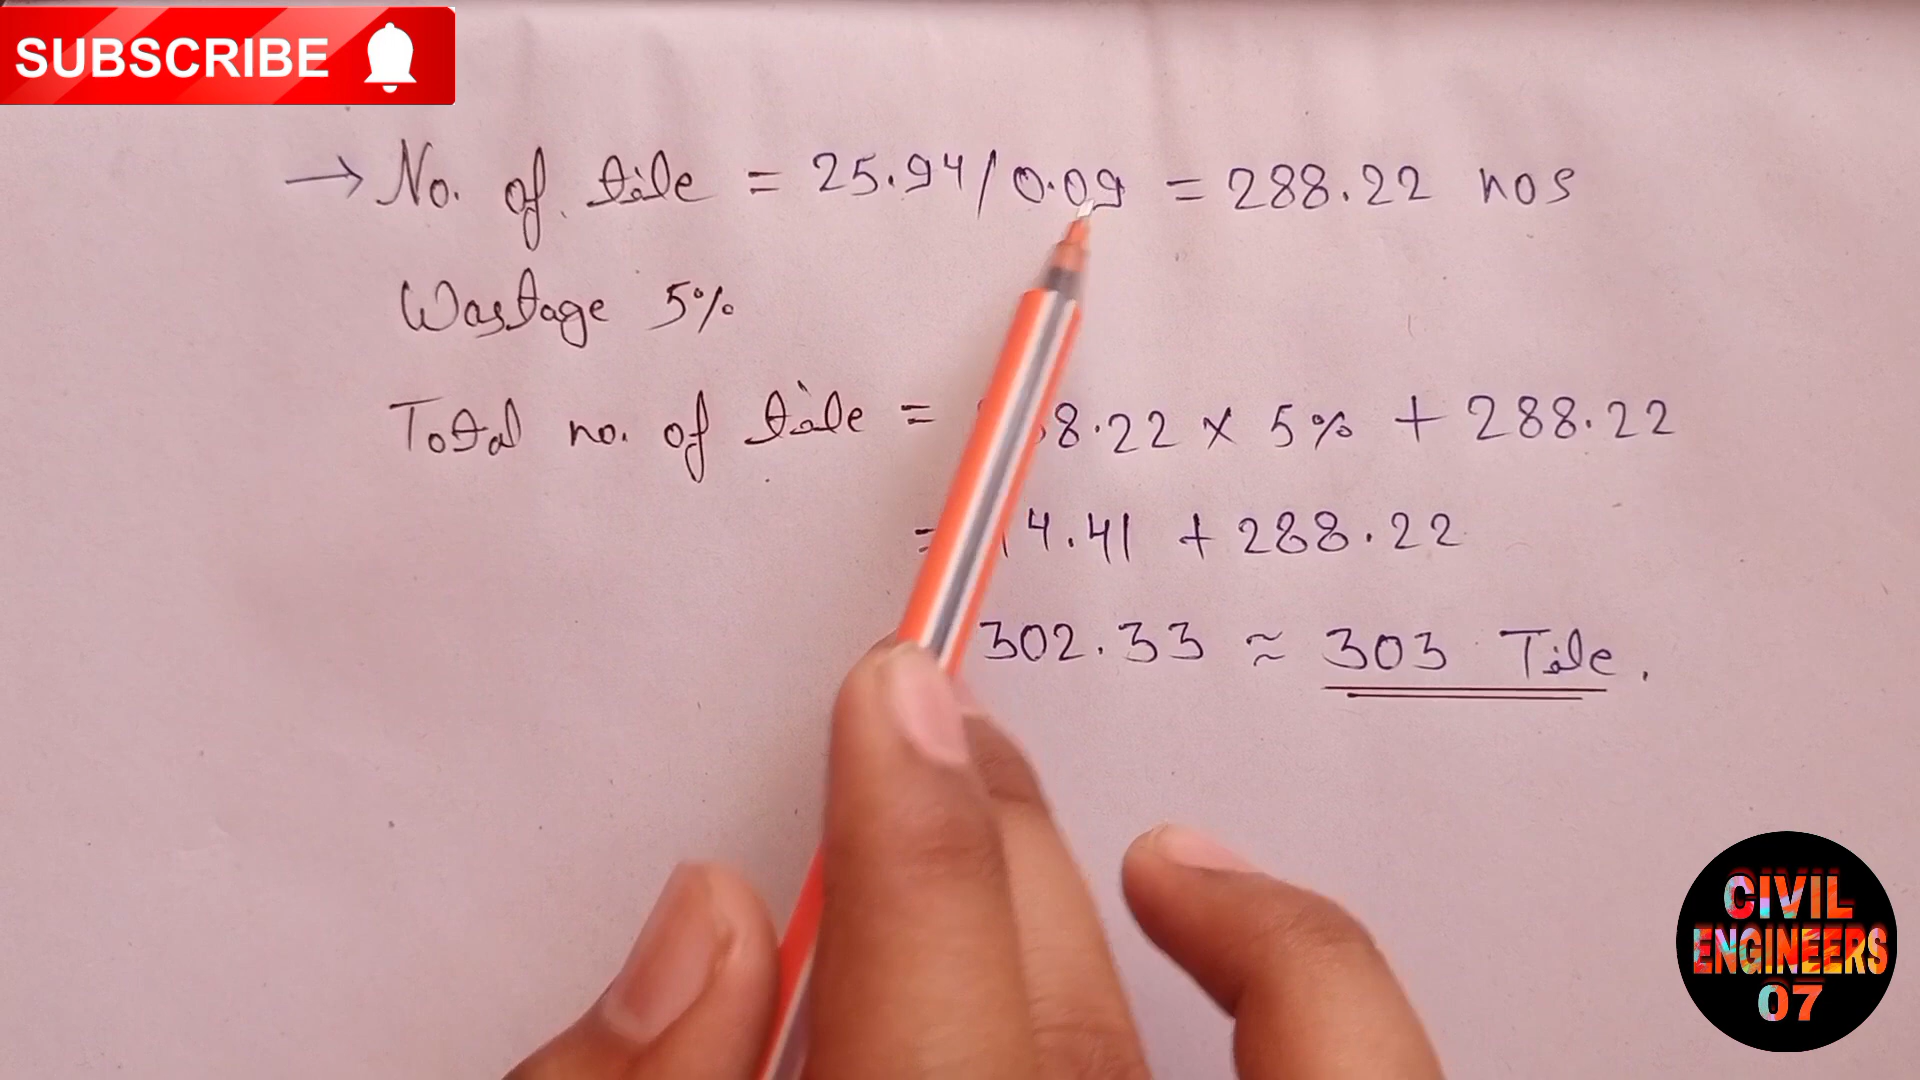 SUBSCRIBE
→ No. of tile = 25.94 / 0.09 = 288.22 nos
Wastage 5%
Total no. of tile = 8.22 × 5% + 288.22
= 14.41 + 288.22
302.33 ≈ 303 Tile.
CIVIL
ENGINEERS
07